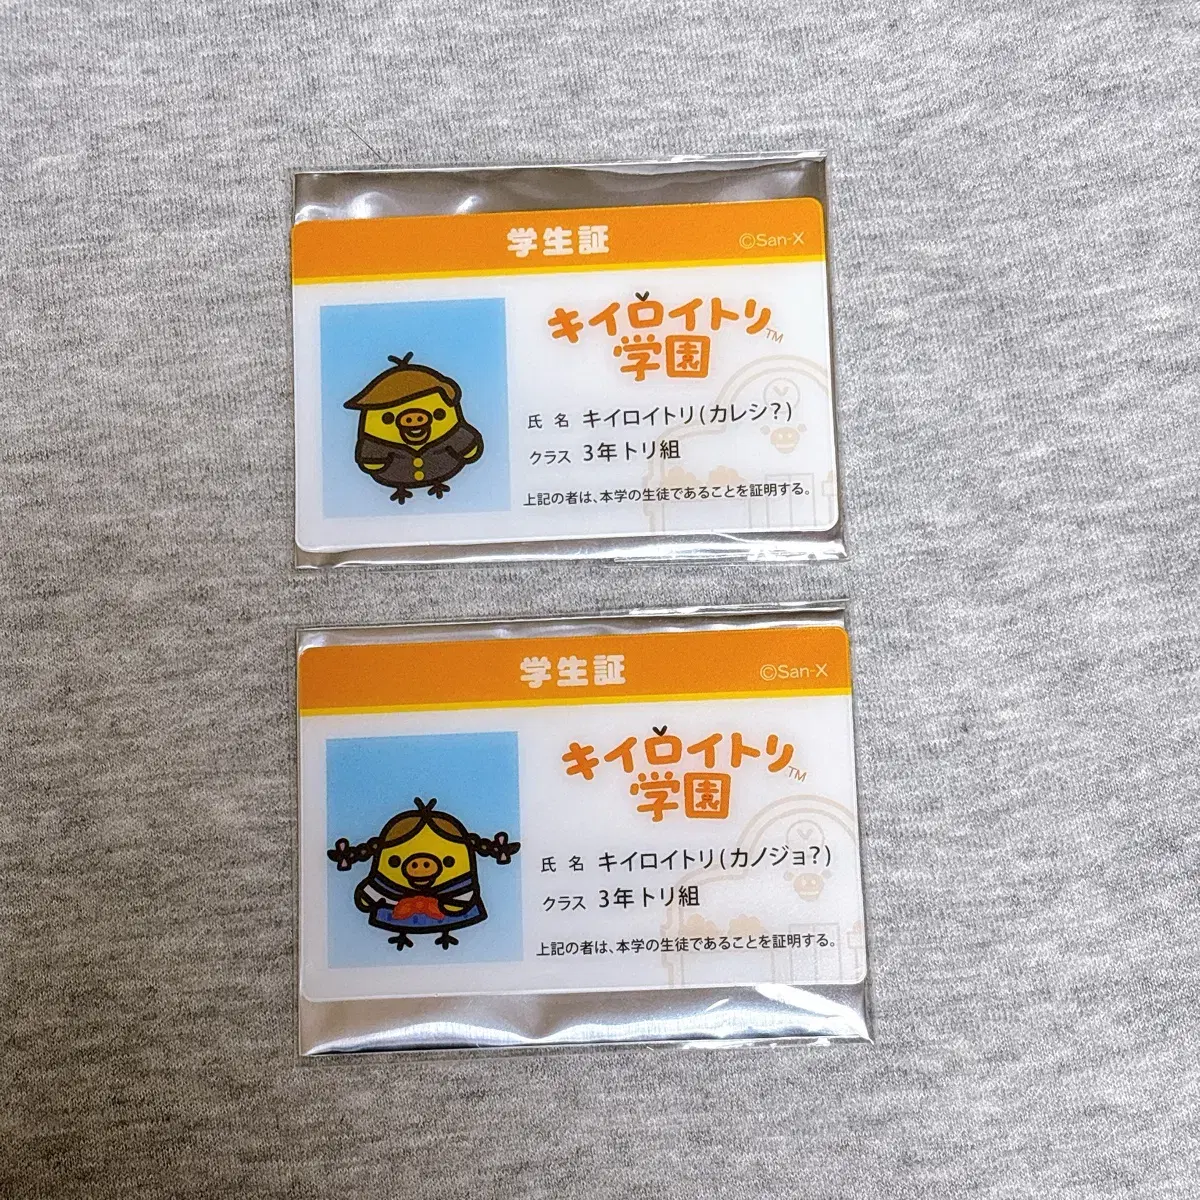 学生証
©San-X
キイロイトリ™
学園
氏 名 キイロイトリ(カレシ?)
クラス 3年トリ組
上記の者は、本学の生徒であることを証明する。
学生証
©San-X
キイロイトリ™
学園
氏 名 キイロイトリ(カノジョ?)
クラス 3年トリ組
上記の者は、本学の生徒であることを証明する。